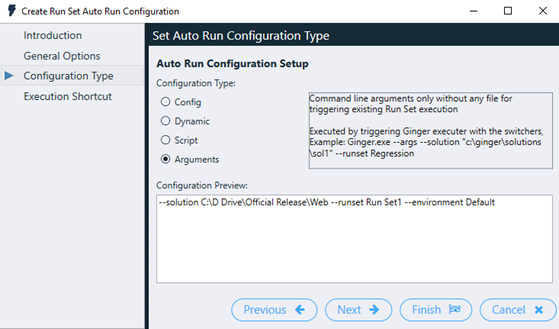 Create Run Set Auto Run Configuration
Introduction
General Options
Configuration Type
Execution Shortcut
Set Auto Run Configuration Type
Auto Run Configuration Setup
Configuration Type:
Config
Dynamic
Script
Arguments
Command line arguments only without any file for
triggering existing Run Set execution
Executed by triggering Ginger executer with the switchers,
Example: Ginger.exe --args --solution "c:\ginger\solutions
\sol1" --runset Regression
Configuration Preview:
--solution C:\D Drive\Official Release\Web --runset Run Set1 --environment Default
Previous
Next
Finish
Cancel